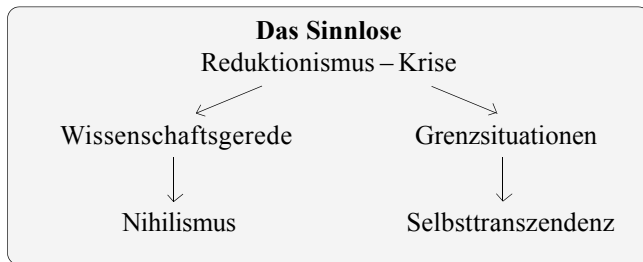 Das Sinnlose
Reduktionismus – Krise
Wissenschaftsgerede Grenzsituationen
Nihilismus Selbsttranszendenz